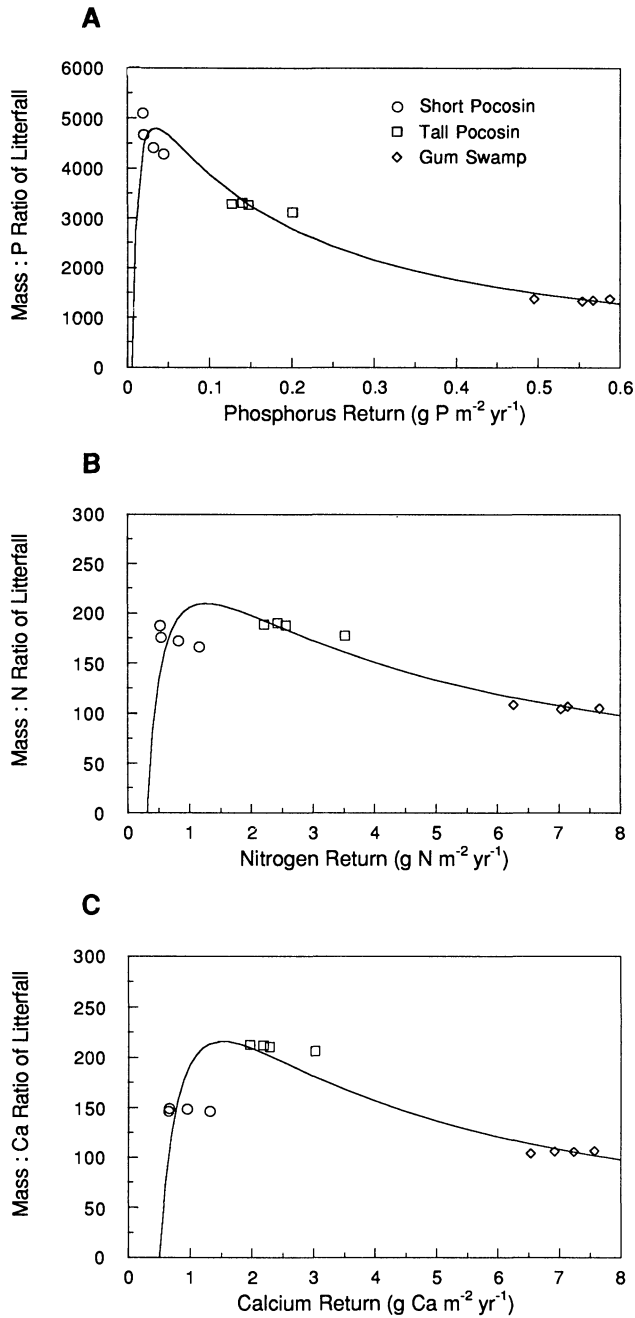 A
Mass : P Ratio of Litterfall
6000
5000
4000
3000
2000
1000
0
Short Pocosin
Tall Pocosin
Gum Swamp
0 0.1 0.2 0.3 0.4 0.5 0.6
Phosphorus Return (g P m⁻² yr⁻¹)
B
Mass : N Ratio of Litterfall
300
250
200
150
100
50
0
0 1 2 3 4 5 6 7 8
Nitrogen Return (g N m⁻² yr⁻¹)
C
Mass : Ca Ratio of Litterfall
300
250
200
150
100
50
0
0 1 2 3 4 5 6 7 8
Calcium Return (g Ca m⁻² yr⁻¹)